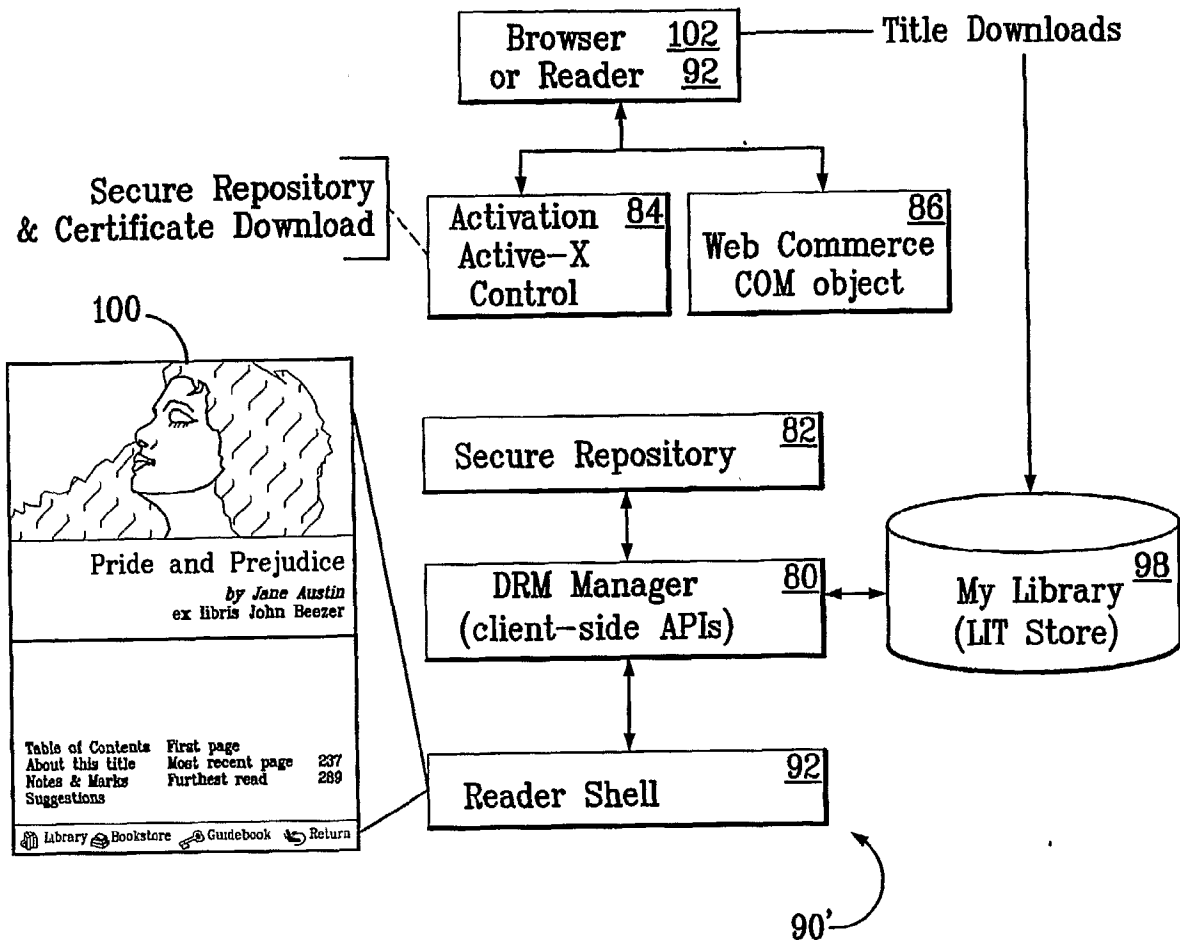 Browser 102
or Reader 92
Title Downloads
Secure Repository
& Certificate Download
Activation 84
Active-X
Control
86
Web Commerce
COM object
100
Pride and Prejudice
by Jane Austin
ex libris John Beezer
Table of Contents First page
About this title Most recent page 237
Notes & Marks Furthest read 289
Suggestions
Library Bookstore Guidebook Return
82
Secure Repository
DRM Manager 80
(client-side APIs)
My Library 98
(LIT Store)
92
Reader Shell
90'